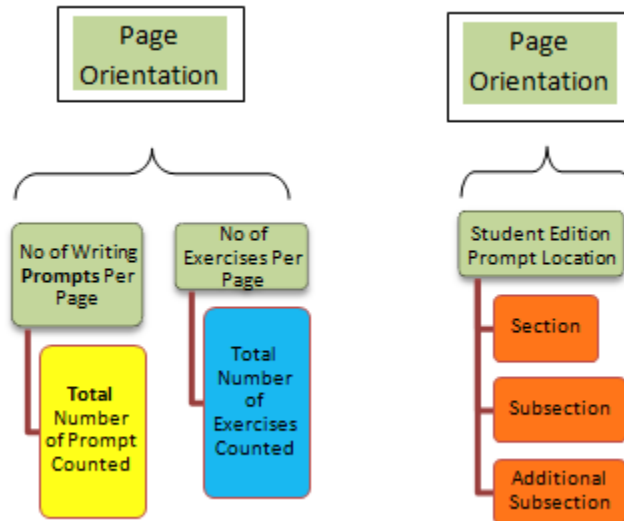 Page
Orientation
Page
Orientation
No of Writing
Prompts Per
Page
No of
Exercises Per
Page
Student Edition
Prompt Location
Total
Number
of Prompt
Counted
Total
Number
of
Exercises
Counted
Section
Subsection
Additional
Subsection